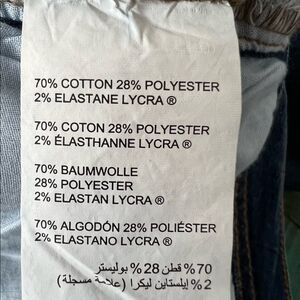 70% COTTON 28% POLYESTER
2% ELASTANE LYCRA ®
70% COTON 28% POLYESTER
2% ÉLASTHANNE LYCRA ®
70% BAUMWOLLE
28% POLYESTER
2% ELASTAN LYCRA ®
70% ALGODÓN 28% POLIÉSTER
2% ELASTANO LYCRA ®
70% قطن 28% بوليستر
2% إيلستاين ليكرا (علامة مسجلة)